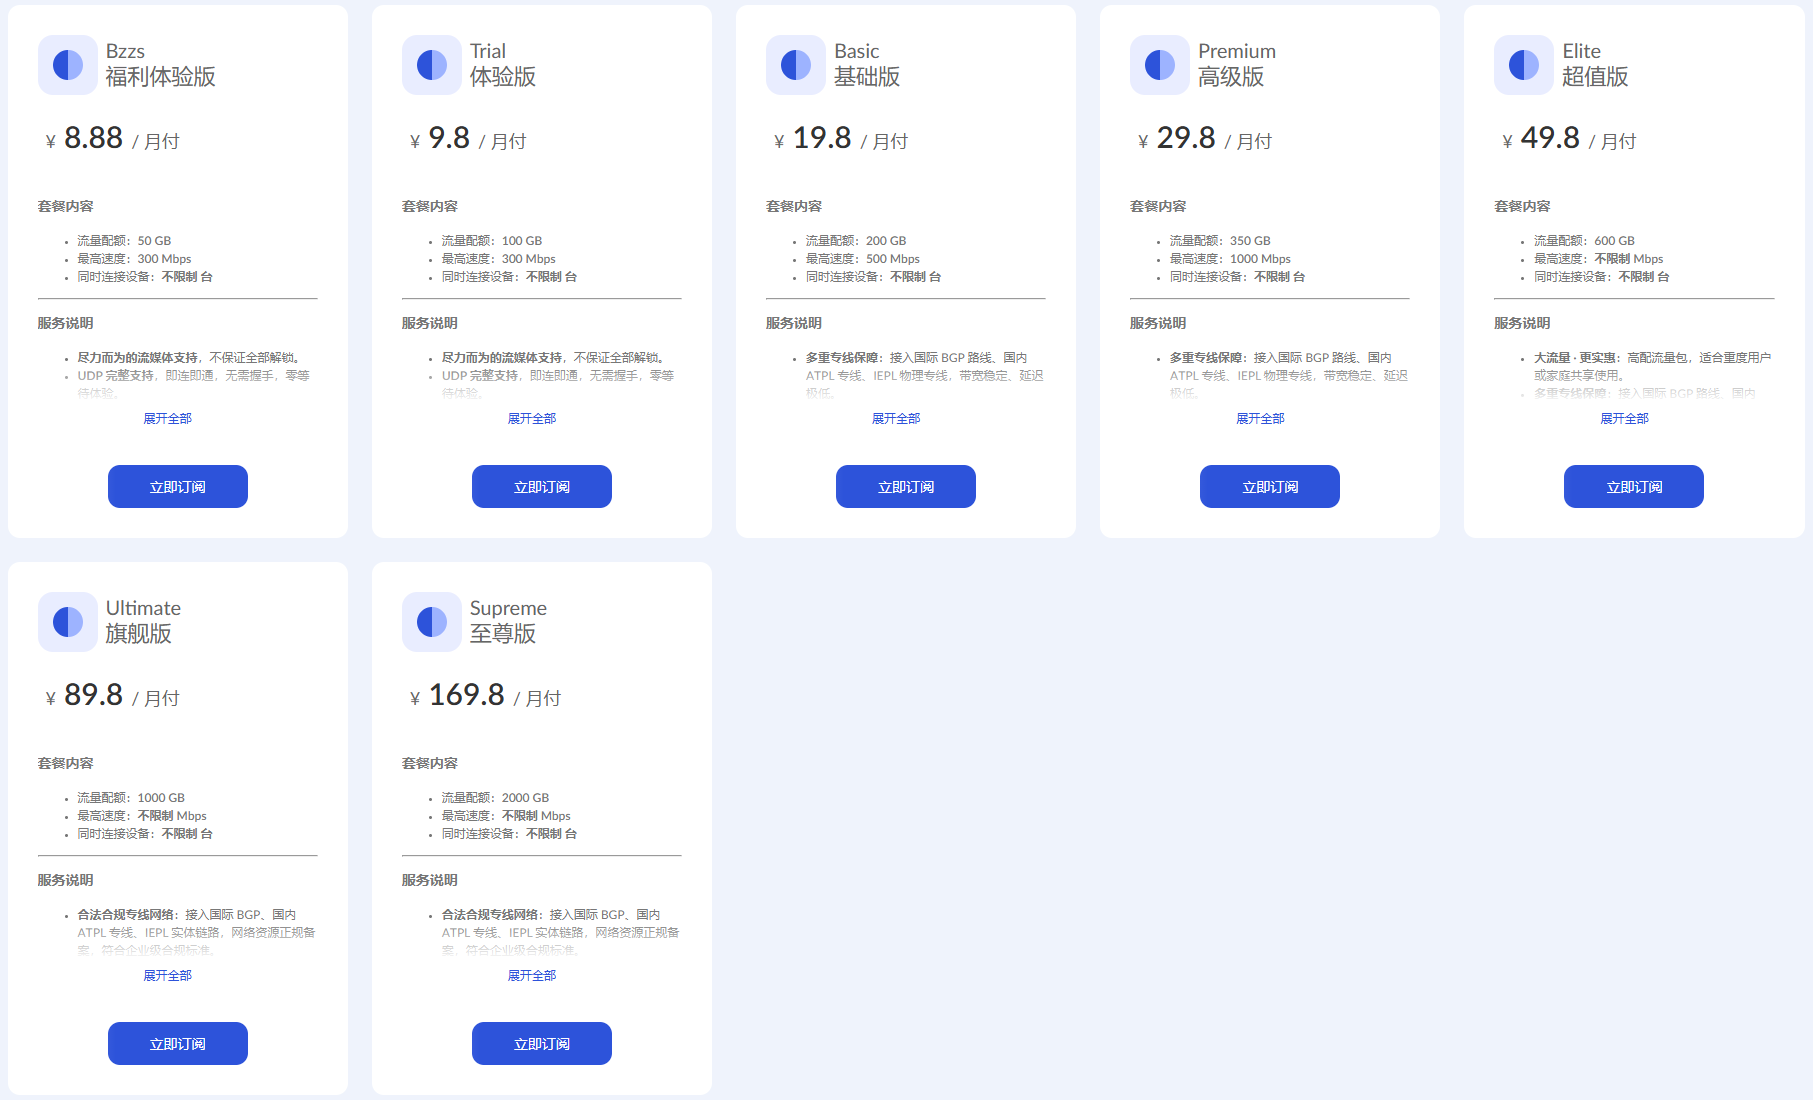 Bzzs
福利体验版
¥ 8.88 / 月付
套餐内容
流量配额：50 GB
最高速度：300 Mbps
同时连接设备：不限制 台
服务说明
尽力而为的流媒体支持，不保证全部解锁。
UDP 完整支持，即连即通，无需握手，零等
待体验。
展开全部
立即订阅
Trial
体验版
¥ 9.8 / 月付
套餐内容
流量配额：100 GB
最高速度：300 Mbps
同时连接设备：不限制 台
服务说明
尽力而为的流媒体支持，不保证全部解锁。
UDP 完整支持，即连即通，无需握手，零等
待体验。
展开全部
立即订阅
Basic
基础版
¥ 19.8 / 月付
套餐内容
流量配额：200 GB
最高速度：500 Mbps
同时连接设备：不限制 台
服务说明
多重专线保障：接入国际 BGP 路线、国内
ATPL 专线、IEPL 物理专线，带宽稳定、延迟
极低。
展开全部
立即订阅
Premium
高级版
¥ 29.8 / 月付
套餐内容
流量配额：350 GB
最高速度：1000 Mbps
同时连接设备：不限制 台
服务说明
多重专线保障：接入国际 BGP 路线、国内
ATPL 专线、IEPL 物理专线，带宽稳定、延迟
极低。
展开全部
立即订阅
Elite
超值版
¥ 49.8 / 月付
套餐内容
流量配额：600 GB
最高速度：不限制 Mbps
同时连接设备：不限制 台
服务说明
大流量 · 更实惠：高配流量包，适合重度用户
或家庭共享使用。
多重专线保障：接入国际 BGP 路线、国内
展开全部
立即订阅
Ultimate
旗舰版
¥ 89.8 / 月付
套餐内容
流量配额：1000 GB
最高速度：不限制 Mbps
同时连接设备：不限制 台
服务说明
合法合规专线网络：接入国际 BGP、国内
ATPL 专线、IEPL 实体链路，网络资源正规备
案，符合企业级合规标准。
展开全部
立即订阅
Supreme
至尊版
¥ 169.8 / 月付
套餐内容
流量配额：2000 GB
最高速度：不限制 Mbps
同时连接设备：不限制 台
服务说明
合法合规专线网络：接入国际 BGP、国内
ATPL 专线、IEPL 实体链路，网络资源正规备
案，符合企业级合规标准。
展开全部
立即订阅